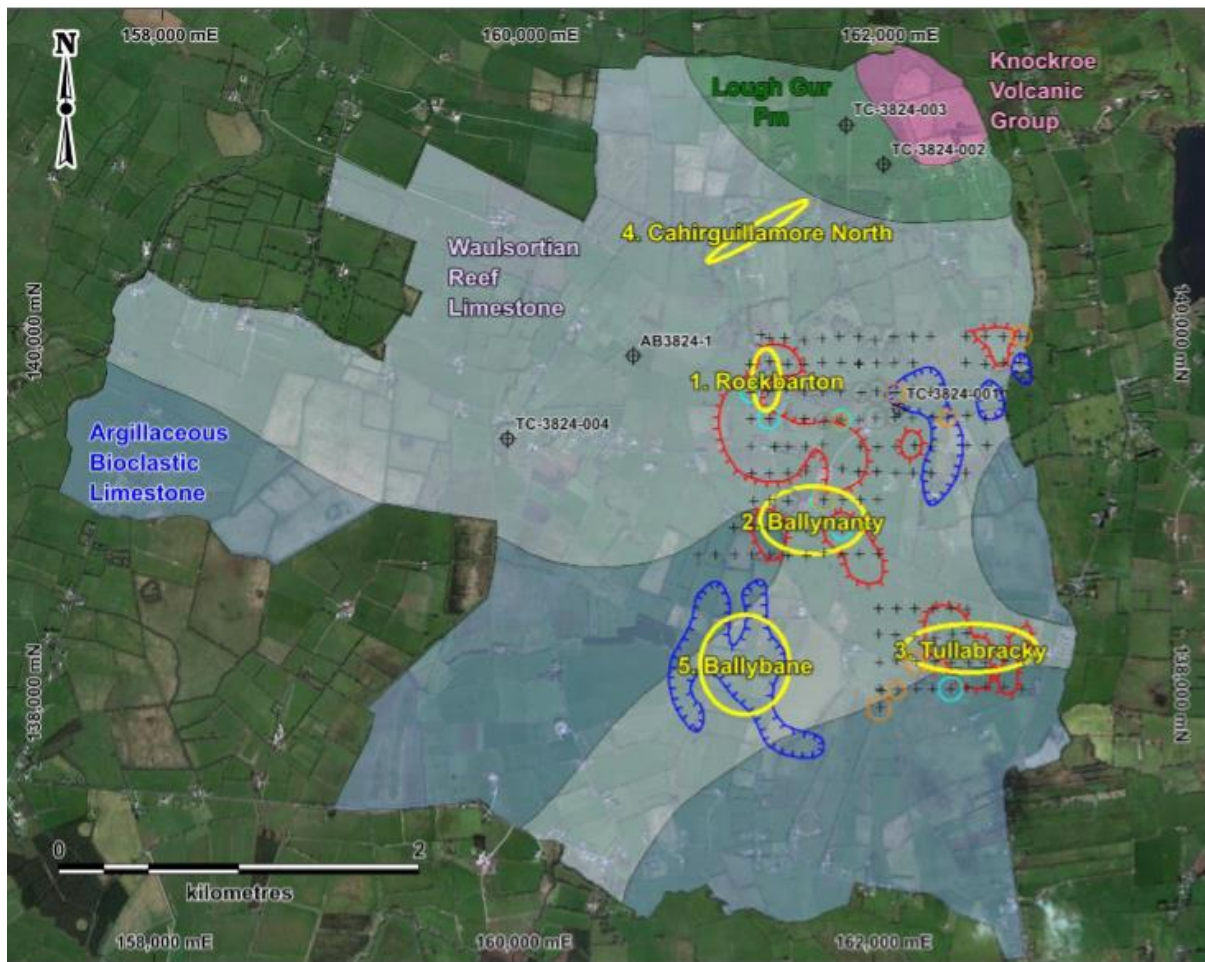 N
158,000 mE
160,000 mE
162,000 mE
Knockroe
Volcanic
Group
Lough Gur
Fm
TC-3824-003
TC-3824-002
4. Cahirguillamore North
Waulsortian
Reef
Limestone
140,000 mN
140,000 mN
AB3824-1
1. Rockbarton
TC-3824-001
TC-3824-004
Argillaceous
Bioclastic
Limestone
2. Ballynanty
3. Tullabracky
5. Ballybane
138,000 mN
138,000 mN
0
2
kilometres
158,000 mE
160,000 mE
162,000 mE